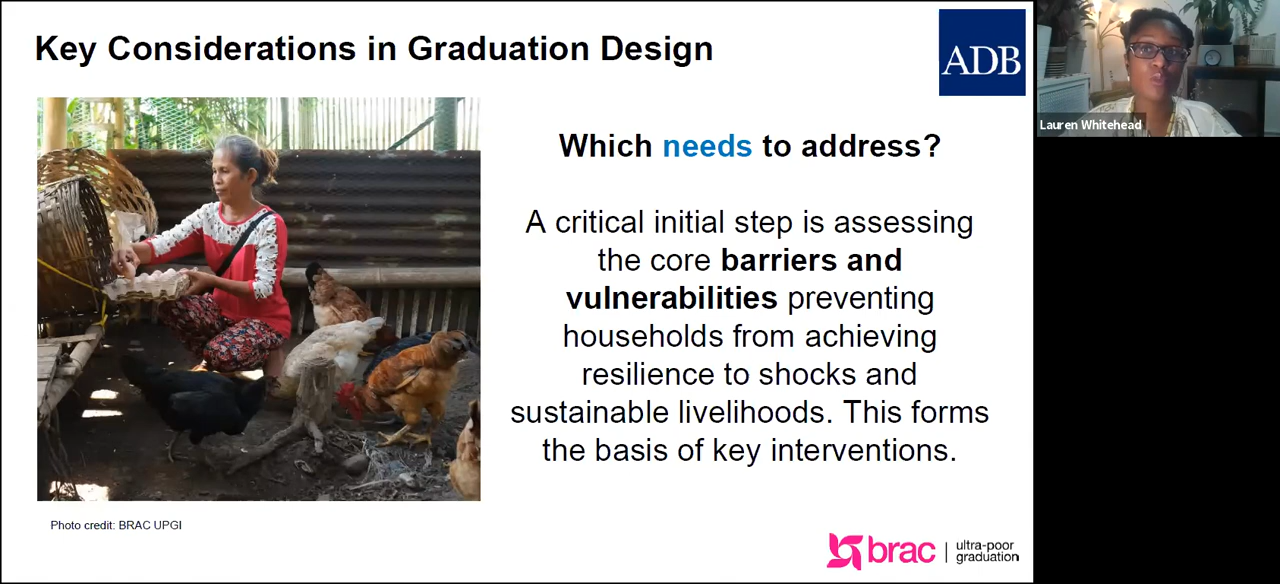 Key Considerations in Graduation Design
ADB
Lauren Whitehead
Which needs to address?
A critical initial step is assessing
the core barriers and
vulnerabilities preventing
households from achieving
resilience to shocks and
sustainable livelihoods. This forms
the basis of key interventions.
Photo credit: BRAC UPGI
brac
ultra-poor
graduation